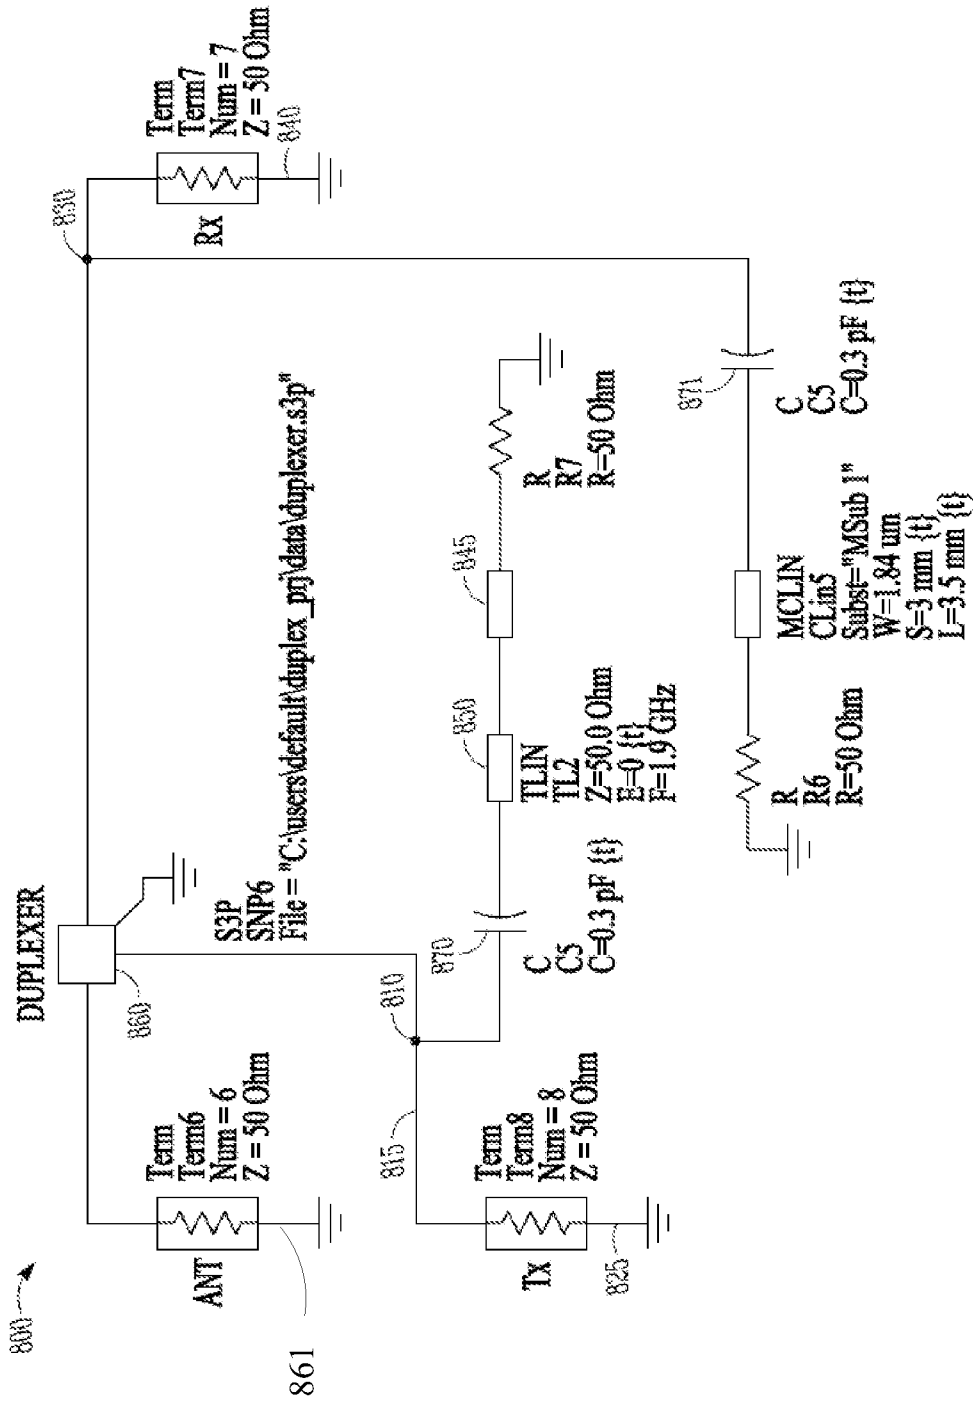 800
DUPLEXER
860
S3P
SNP6
File = "C:\users\default\duplex_prj\data\duplexer.s3p"
830
Term
Term7
Num = 7
Z = 50 Ohm
Rx
840
Term
Term6
Num = 6
Z = 50 Ohm
ANT
861
815
810
870
C
C5
C=0.3 pF {t}
850
TLIN
TL2
Z=50.0 Ohm
E=0 {t}
F=1.9 GHz
845
R
R7
R=50 Ohm
Term
Term8
Num = 8
Z = 50 Ohm
Tx
825
R
R6
R=50 Ohm
MCLIN
CLin5
Subst="MSub 1"
W=1.84 um
S=3 mm {t}
L=3.5 mm {t}
871
C
C5
C=0.3 pF {t}